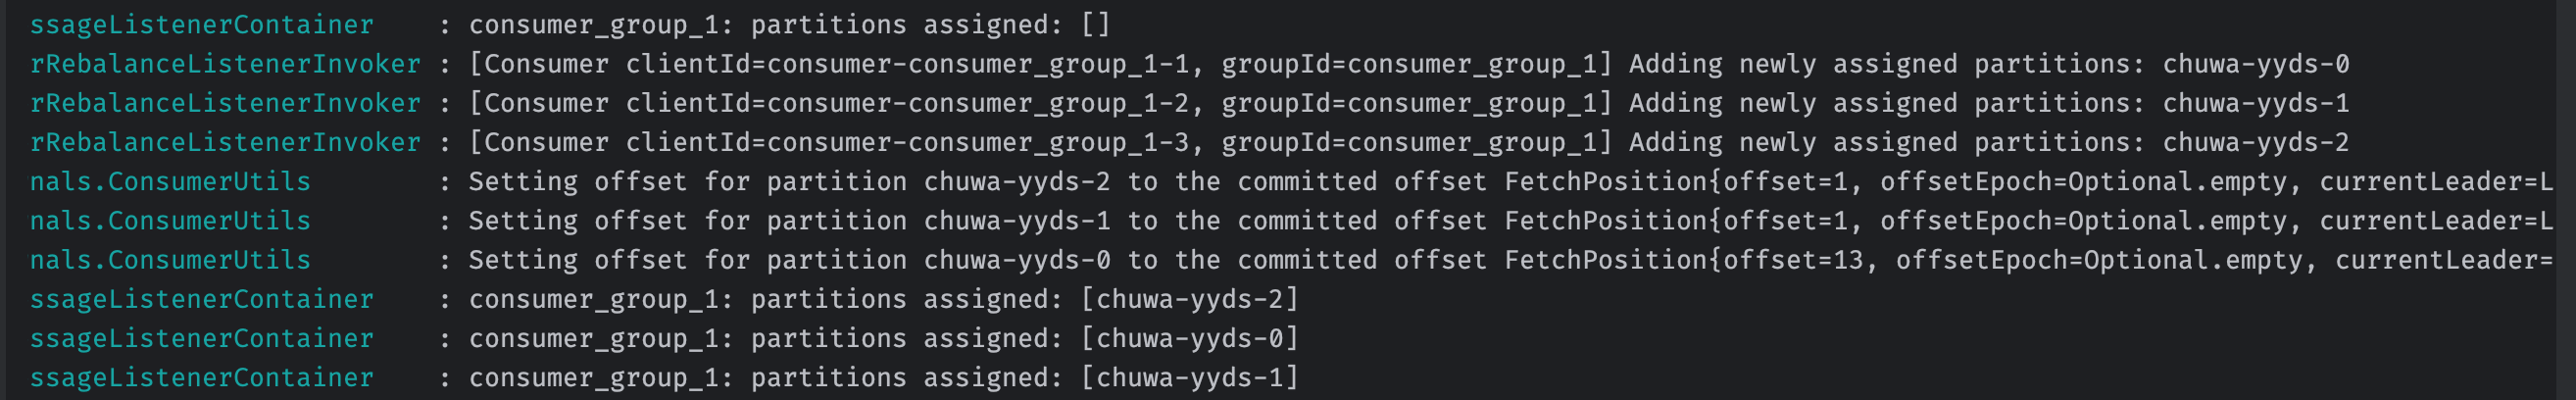 ssageListenerContainer : consumer_group_1: partitions assigned: []
rRebalanceListenerInvoker : [Consumer clientId=consumer-consumer_group_1-1, groupId=consumer_group_1] Adding newly assigned partitions: chuwa-yyds-0
rRebalanceListenerInvoker : [Consumer clientId=consumer-consumer_group_1-2, groupId=consumer_group_1] Adding newly assigned partitions: chuwa-yyds-1
rRebalanceListenerInvoker : [Consumer clientId=consumer-consumer_group_1-3, groupId=consumer_group_1] Adding newly assigned partitions: chuwa-yyds-2
nals.ConsumerUtils : Setting offset for partition chuwa-yyds-2 to the committed offset FetchPosition{offset=1, offsetEpoch=Optional.empty, currentLeader=L
nals.ConsumerUtils : Setting offset for partition chuwa-yyds-1 to the committed offset FetchPosition{offset=1, offsetEpoch=Optional.empty, currentLeader=L
nals.ConsumerUtils : Setting offset for partition chuwa-yyds-0 to the committed offset FetchPosition{offset=13, offsetEpoch=Optional.empty, currentLeader=
ssageListenerContainer : consumer_group_1: partitions assigned: [chuwa-yyds-2]
ssageListenerContainer : consumer_group_1: partitions assigned: [chuwa-yyds-0]
ssageListenerContainer : consumer_group_1: partitions assigned: [chuwa-yyds-1]